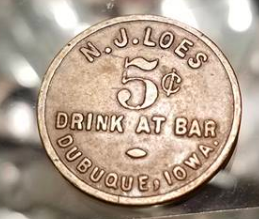 N.J. LOES
5¢
DRINK AT BAR
DUBUQUE, IOWA.